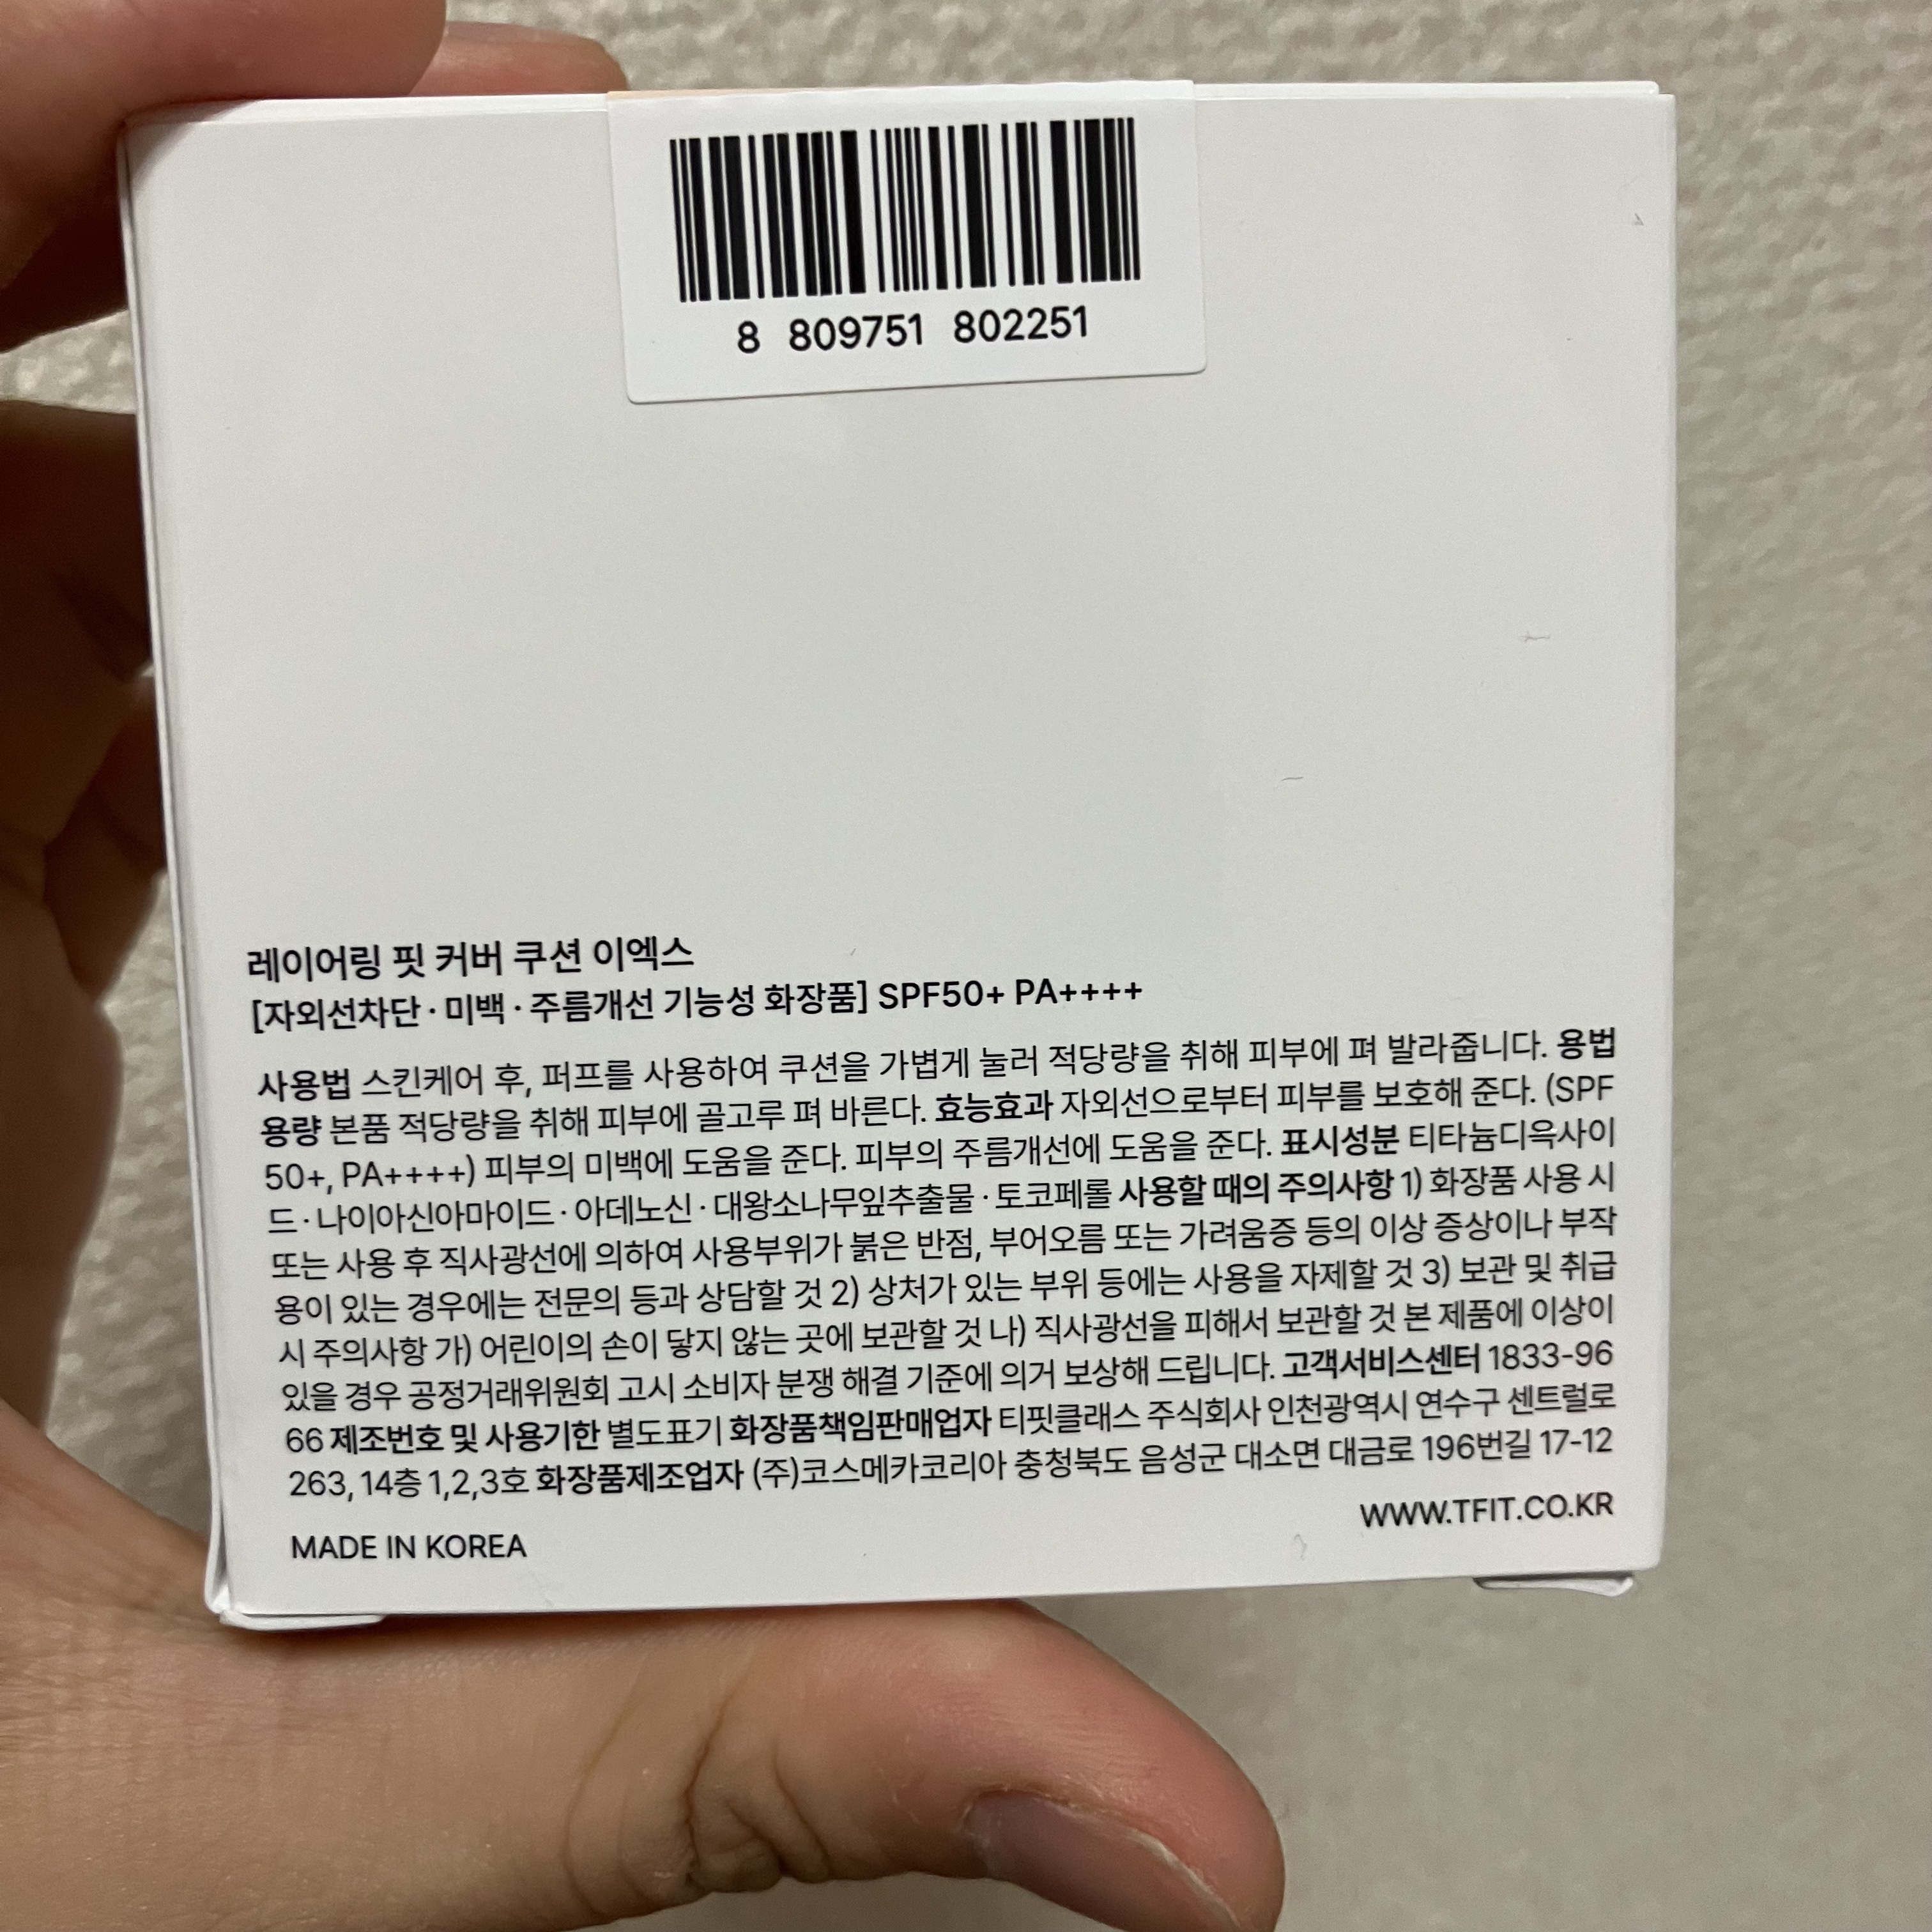 8 809751 802251
레이어링 핏 커버 쿠션 이엑스
[자외선차단 · 미백 · 주름개선 기능성 화장품] SPF50+ PA++++
사용법 스킨케어 후, 퍼프를 사용하여 쿠션을 가볍게 눌러 적당량을 취해 피부에 펴 발라줍니다. 용법
용량 본품 적당량을 취해 피부에 골고루 펴 바른다. 효능효과 자외선으로부터 피부를 보호해 준다. (SPF
50+, PA++++) 피부의 미백에 도움을 준다. 피부의 주름개선에 도움을 준다. 표시성분 티타늄디옥사이
드 · 나이아신아마이드 · 아데노신 · 대왕소나무잎추출물 · 토코페롤 사용할 때의 주의사항 1) 화장품 사용 시
또는 사용 후 직사광선에 의하여 사용부위가 붉은 반점, 부어오름 또는 가려움증 등의 이상 증상이나 부작
용이 있는 경우에는 전문의 등과 상담할 것 2) 상처가 있는 부위 등에는 사용을 자제할 것 3) 보관 및 취급
시 주의사항 가) 어린이의 손이 닿지 않는 곳에 보관할 것 나) 직사광선을 피해서 보관할 것 본 제품에 이상이
있을 경우 공정거래위원회 고시 소비자 분쟁 해결 기준에 의거 보상해 드립니다. 고객서비스센터 1833-96
66 제조번호 및 사용기한 별도표기 화장품책임판매업자 티핏클래스 주식회사 인천광역시 연수구 센트럴로
263, 14층 1,2,3호 화장품제조업자 (주)코스메카코리아 충청북도 음성군 대소면 대금로 196번길 17-12
WWW.TFIT.CO.KR
MADE IN KOREA